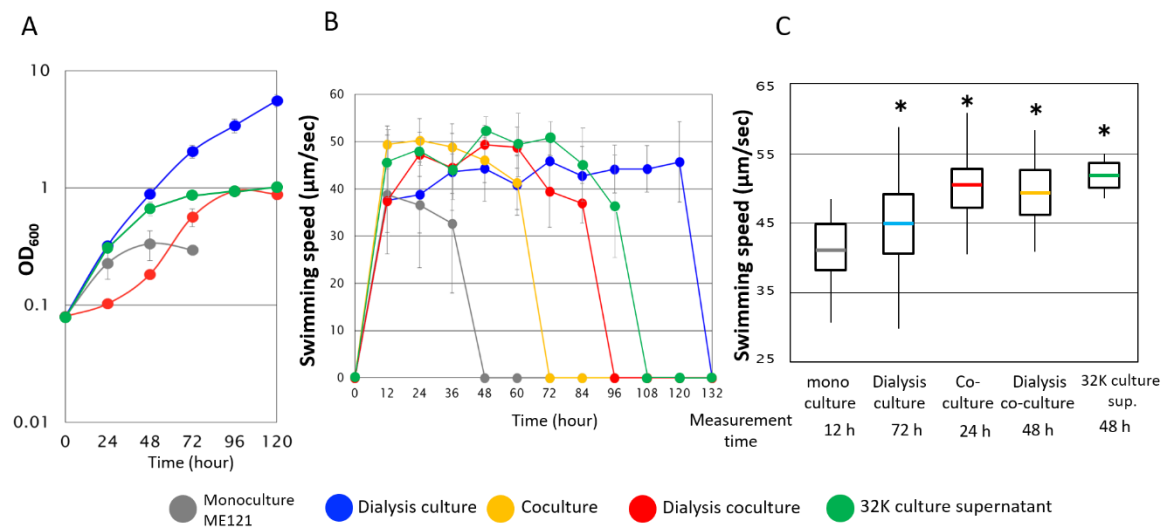 A
OD600
10
1
0.1
0.01
0 24 48 72 96 120
Time (hour)
B
Swimming speed (µm/sec)
60
50
40
30
20
10
0
0 12 24 36 48 60 72 84 96 108 120 132
Time (hour)
C
Swimming speed (µm/sec)
65
55
45
35
25
* * * *
mono Dialysis Co- Dialysis 32K culture
culture culture culture co-culture sup.
Measurement
time
12 h 72 h 24 h 48 h 48 h
Monoculture
ME121
Dialysis culture
Coculture
Dialysis coculture
32K culture supernatant